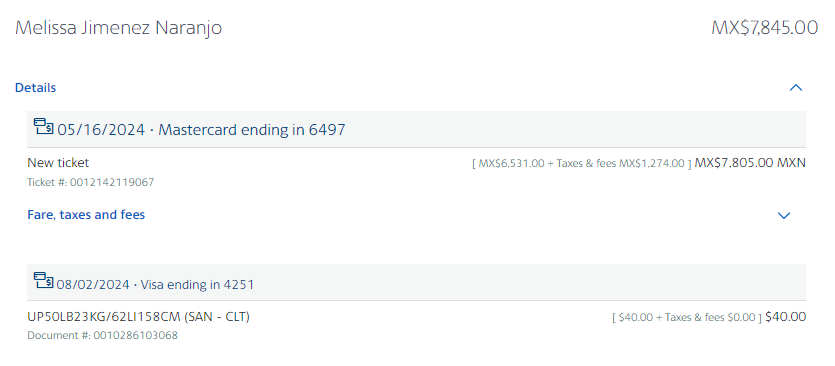 Melissa Jimenez Naranjo MX$7,845.00
Details
05/16/2024 · Mastercard ending in 6497
New ticket [ MX$6,531.00 + Taxes & fees MX$1,274.00 ] MX$7,805.00 MXN
Ticket #: 0012142119067
Fare, taxes and fees
08/02/2024 · Visa ending in 4251
UP50LB23KG/62LI158CM (SAN - CLT) [ $40.00 + Taxes & fees $0.00 ] $40.00
Document #: 0010286103068